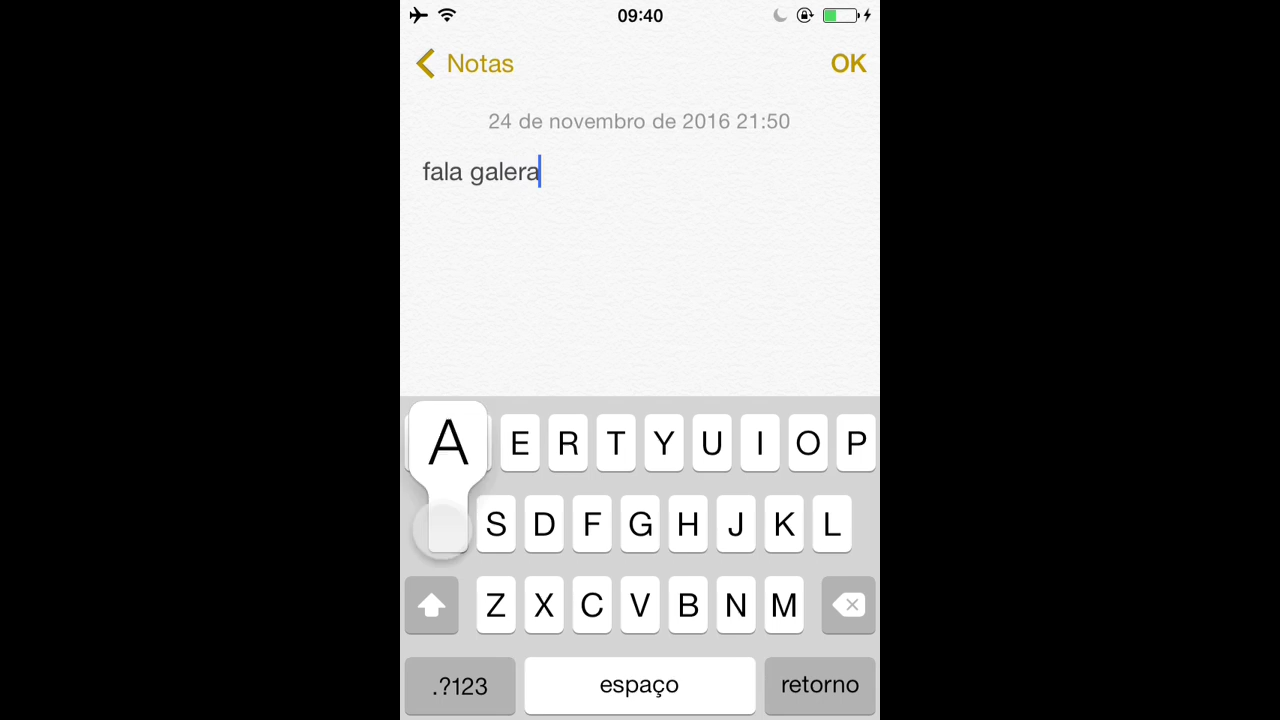 09:40
Notas
OK
24 de novembro de 2016 21:50
fala galera
A E R T Y U I O P
S D F G H J K L
Z X C V B N M
.?123 espaço retorno